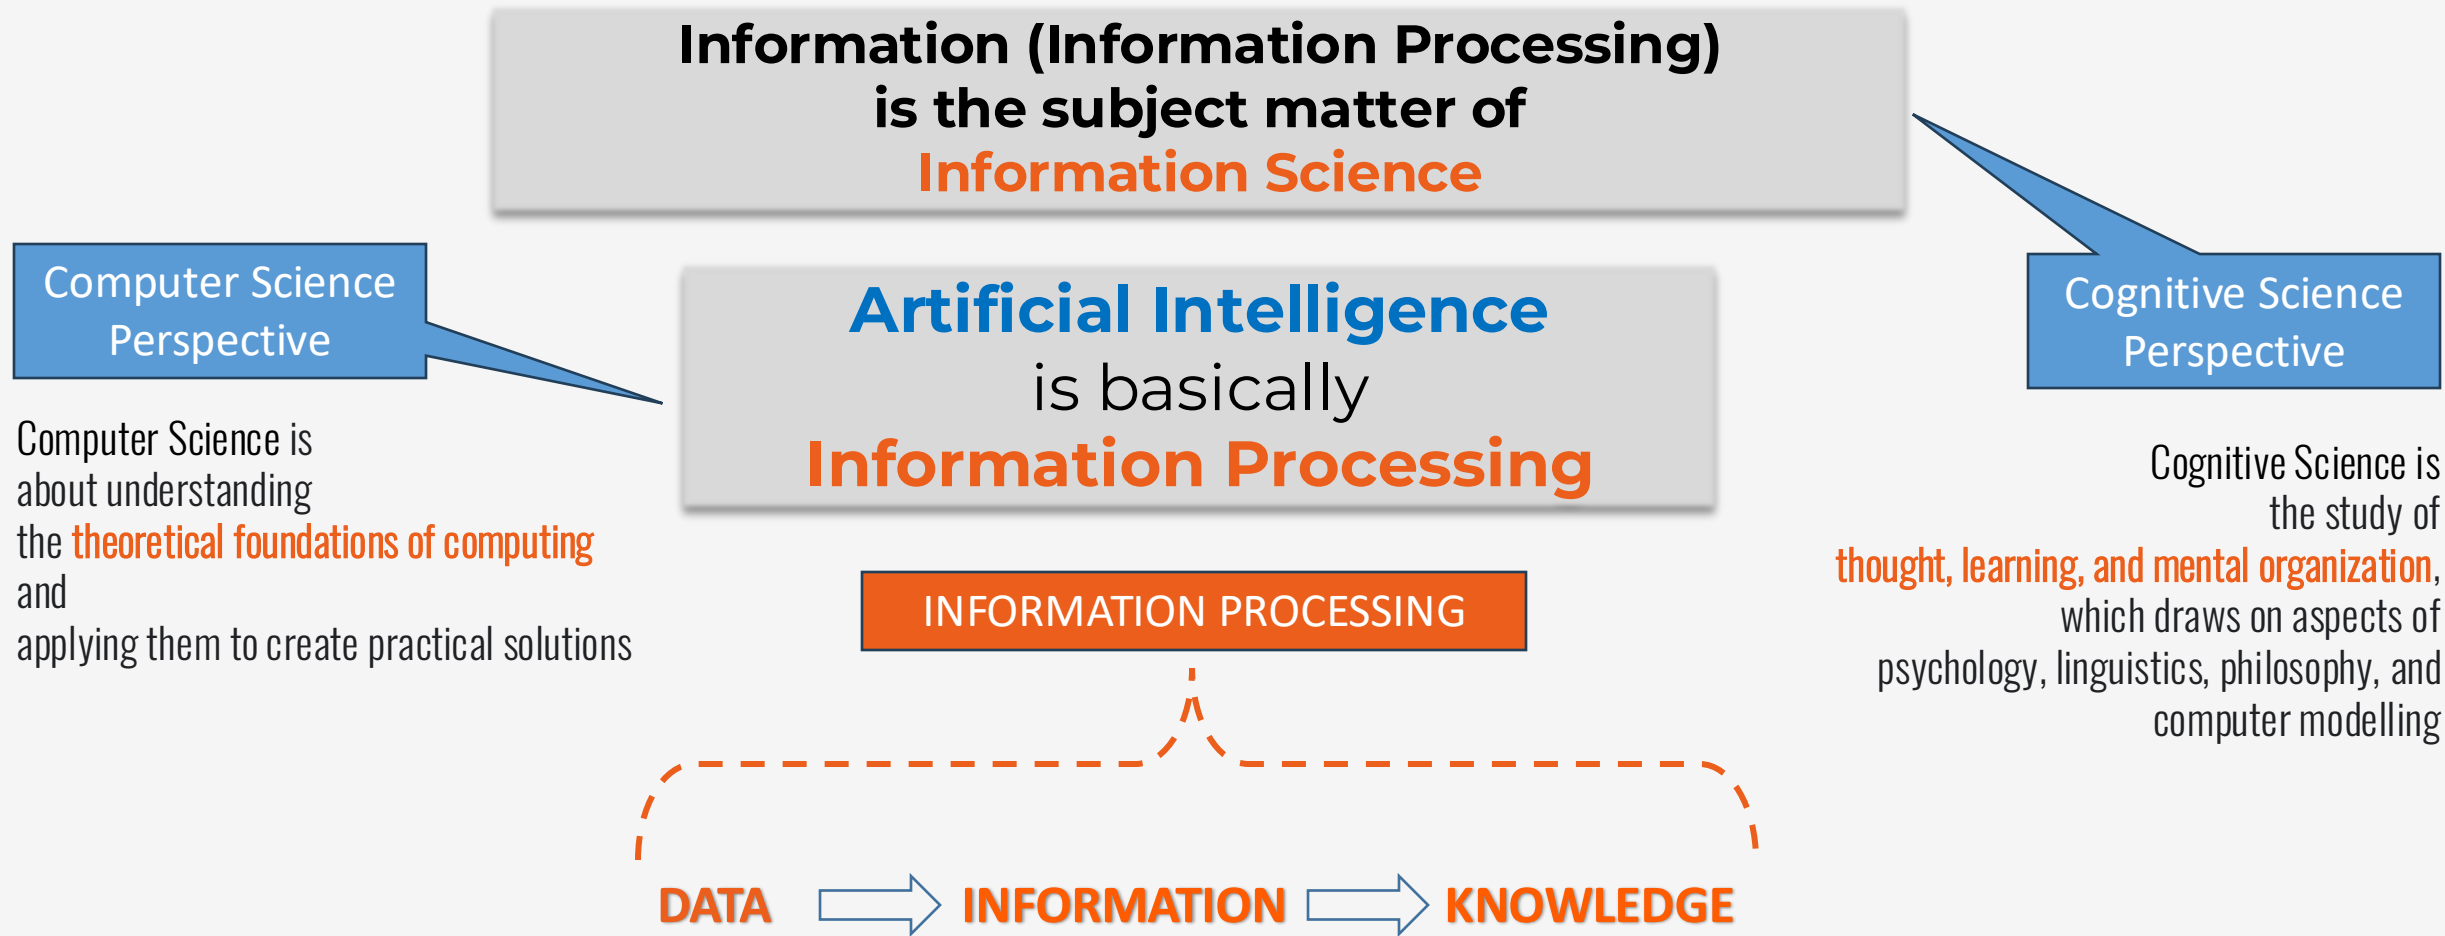 Information (Information Processing)
is the subject matter of
Information Science
Computer Science
Perspective
Computer Science is
about understanding
the theoretical foundations of computing
and
applying them to create practical solutions
Artificial Intelligence
is basically
Information Processing
Cognitive Science
Perspective
Cognitive Science is
the study of
thought, learning, and mental organization,
which draws on aspects of
psychology, linguistics, philosophy, and
computer modelling
INFORMATION PROCESSING
DATA INFORMATION KNOWLEDGE